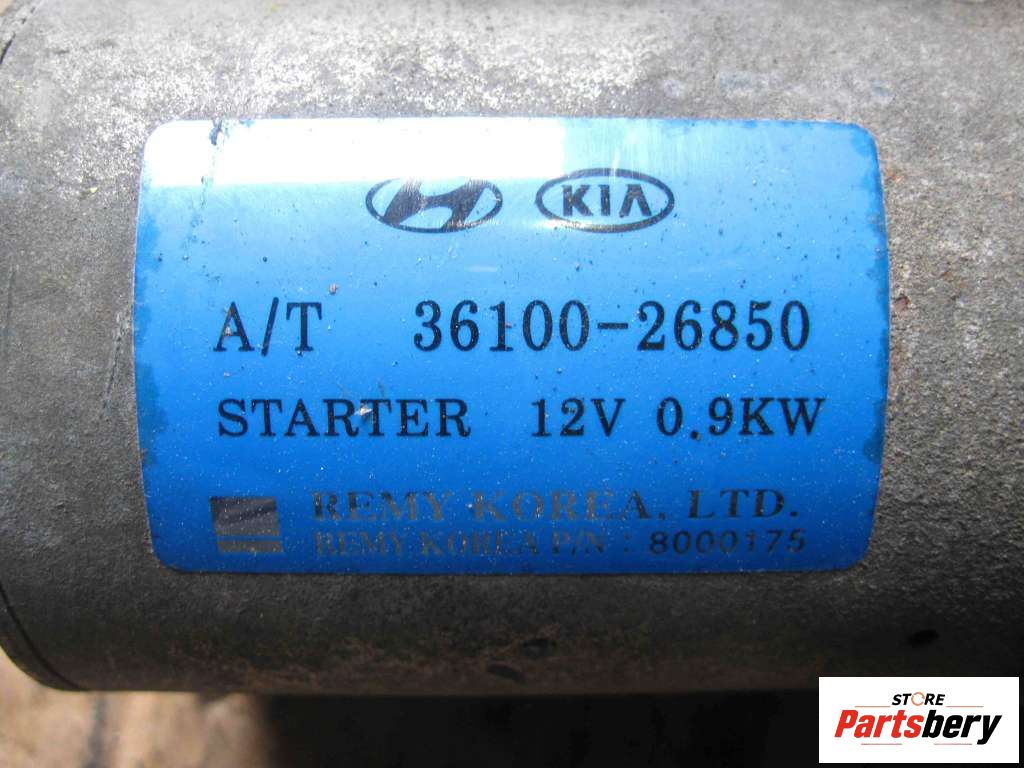 KIA
A/T 36100-26850
STARTER 12V 0.9KW
REMY KOREA, LTD.
REMY KOREA P/N : 8000175
STORE
Partsbery